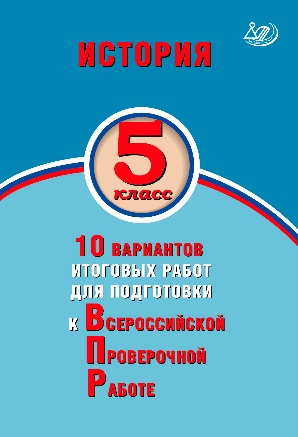 ИСТОРИЯ
5
класс
10 ВАРИАНТОВ
ИТОГОВЫХ РАБОТ
ДЛЯ ПОДГОТОВКИ
К ВСЕРОССИЙСКОЙ
ПРОВЕРОЧНОЙ
РАБОТЕ